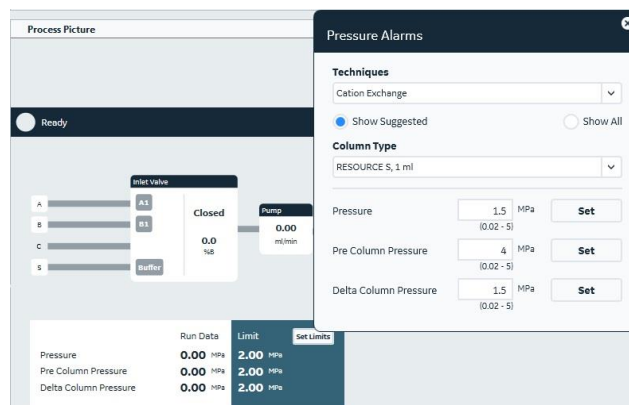 Process Picture
Ready
Inlet Valve
A
A1
B
B1
C
S
Buffer
Closed
0.0
%B
Pump
0.00
ml/min
Run Data Limit Set Limits
Pressure 0.00 MPa 2.00 MPa
Pre Column Pressure 0.00 MPa 2.00 MPa
Delta Column Pressure 0.00 MPa 2.00 MPa
Pressure Alarms
Techniques
Cation Exchange
Show Suggested Show All
Column Type
RESOURCE S, 1 ml
Pressure 1.5 MPa Set
(0.02 - 5)
Pre Column Pressure 4 MPa Set
(0.02 - 5)
Delta Column Pressure 1.5 MPa Set
(0.02 - 5)